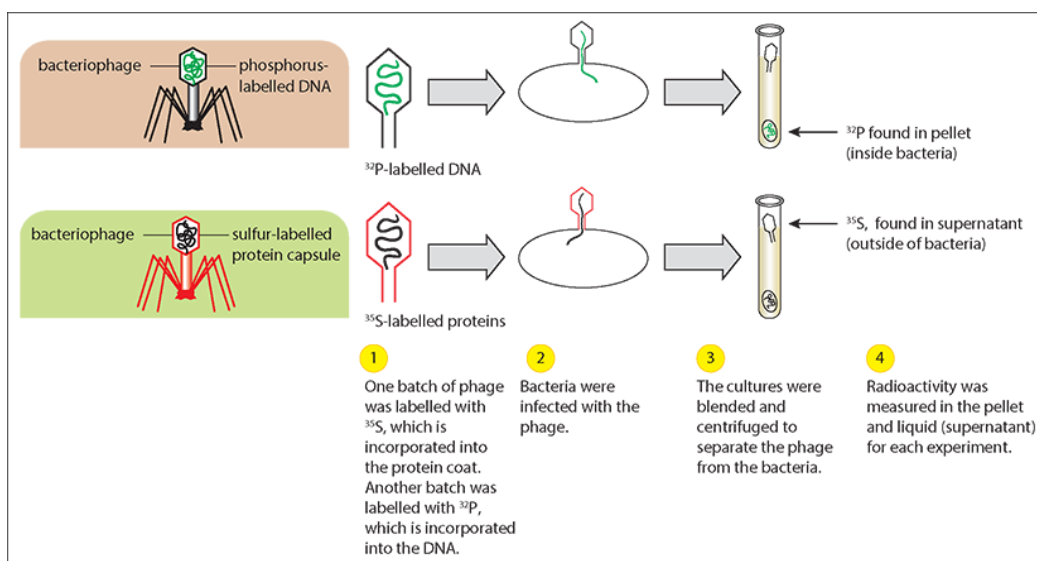 bacteriophage
phosphorus-
labelled DNA
³²P-labelled DNA
³²P found in pellet
(inside bacteria)
bacteriophage
sulfur-labelled
protein capsule
³⁵S-labelled proteins
³⁵S, found in supernatant
(outside of bacteria)
1
One batch of phage
was labelled with
³⁵S, which is
incorporated into
the protein coat.
Another batch was
labelled with ³²P,
which is incorporated
into the DNA.
2
Bacteria were
infected with the
phage.
3
The cultures were
blended and
centrifuged to
separate the phage
from the bacteria.
4
Radioactivity was
measured in the pellet
and liquid (supernatant)
for each experiment.